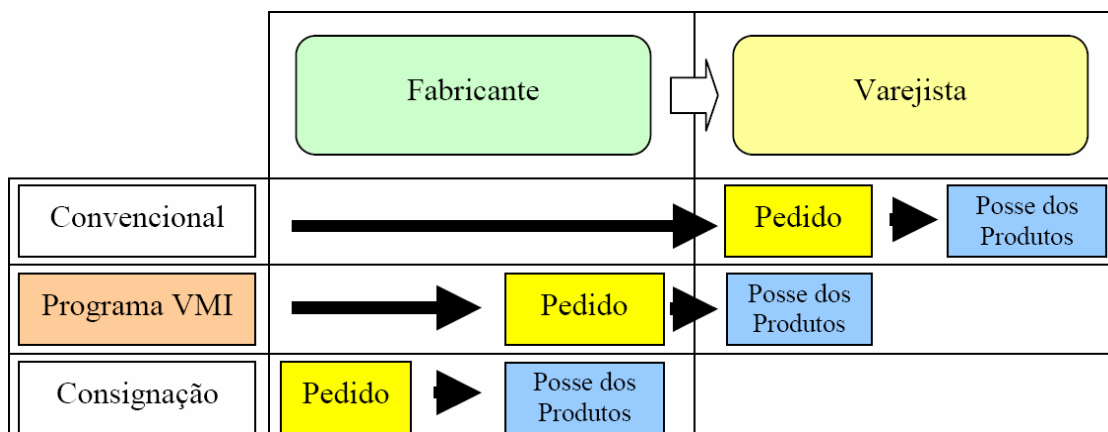 Fabricante
Varejista
Convencional
Pedido
Posse dos
Produtos
Programa VMI
Pedido
Posse dos
Produtos
Consignação
Pedido
Posse dos
Produtos